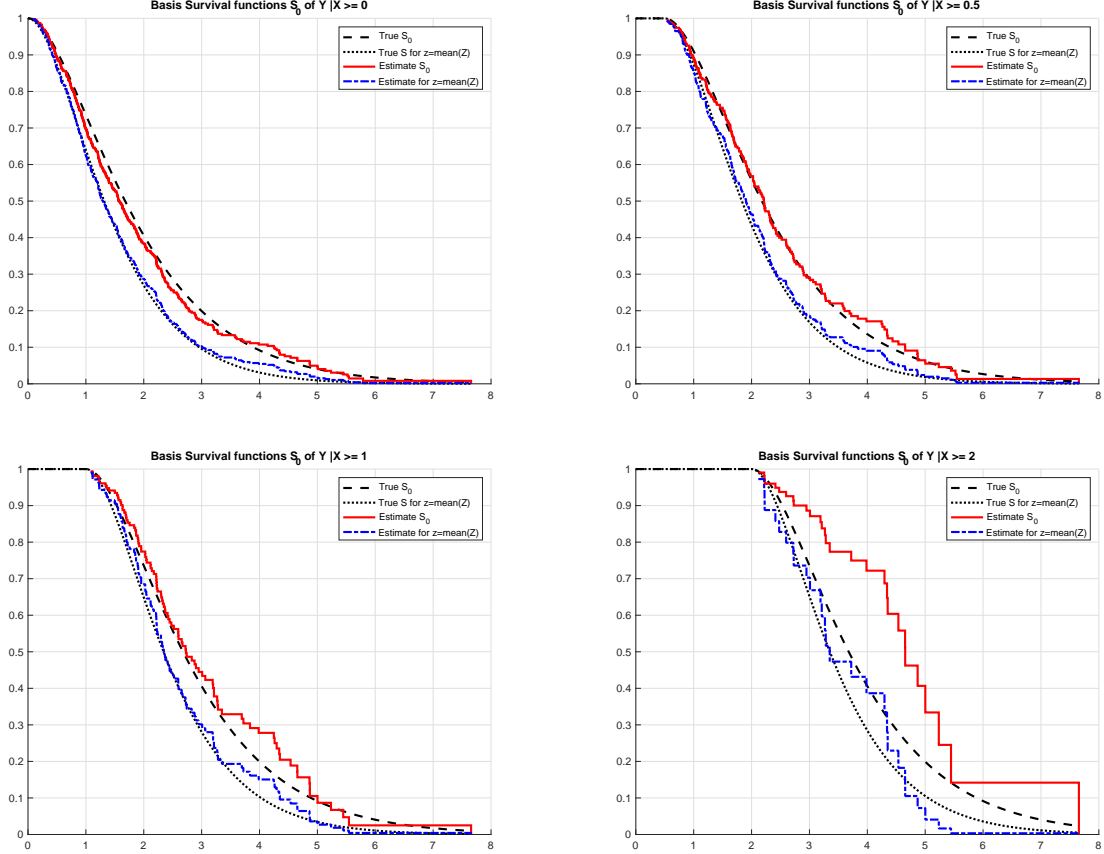 Basis Survival functions S0 of Y |X >= 0
True S0
True S for z=mean(Z)
Estimate S0
Estimate for z=mean(Z)
1
0.9
0.8
0.7
0.6
0.5
0.4
0.3
0.2
0.1
0
0 1 2 3 4 5 6 7 8
Basis Survival functions S0 of Y |X >= 0.5
True S0
True S for z=mean(Z)
Estimate S0
Estimate for z=mean(Z)
1
0.9
0.8
0.7
0.6
0.5
0.4
0.3
0.2
0.1
0
0 1 2 3 4 5 6 7 8
Basis Survival functions S0 of Y |X >= 1
True S0
True S for z=mean(Z)
Estimate S0
Estimate for z=mean(Z)
1
0.9
0.8
0.7
0.6
0.5
0.4
0.3
0.2
0.1
0
0 1 2 3 4 5 6 7 8
Basis Survival functions S0 of Y |X >= 2
True S0
True S for z=mean(Z)
Estimate S0
Estimate for z=mean(Z)
1
0.9
0.8
0.7
0.6
0.5
0.4
0.3
0.2
0.1
0
0 1 2 3 4 5 6 7 8